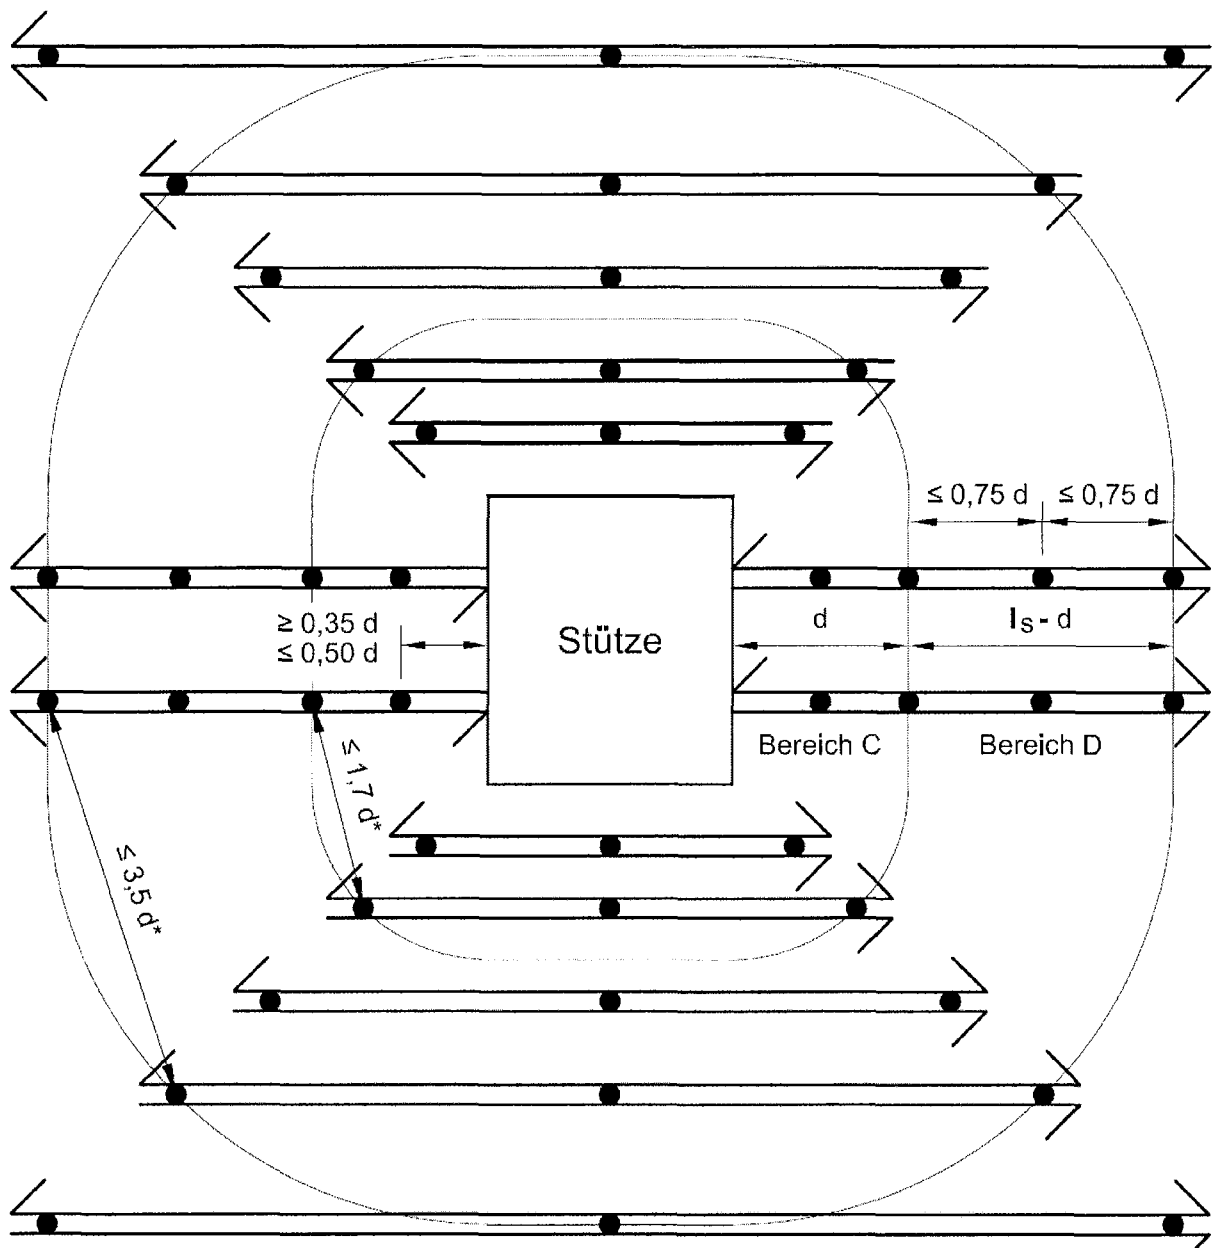 ≤ 0,75 d
≤ 0,75 d
≥ 0,35 d
≤ 0,50 d
Stütze
d
lS - d
Bereich C
Bereich D
≤ 1,7 d*
≤ 3,5 d*